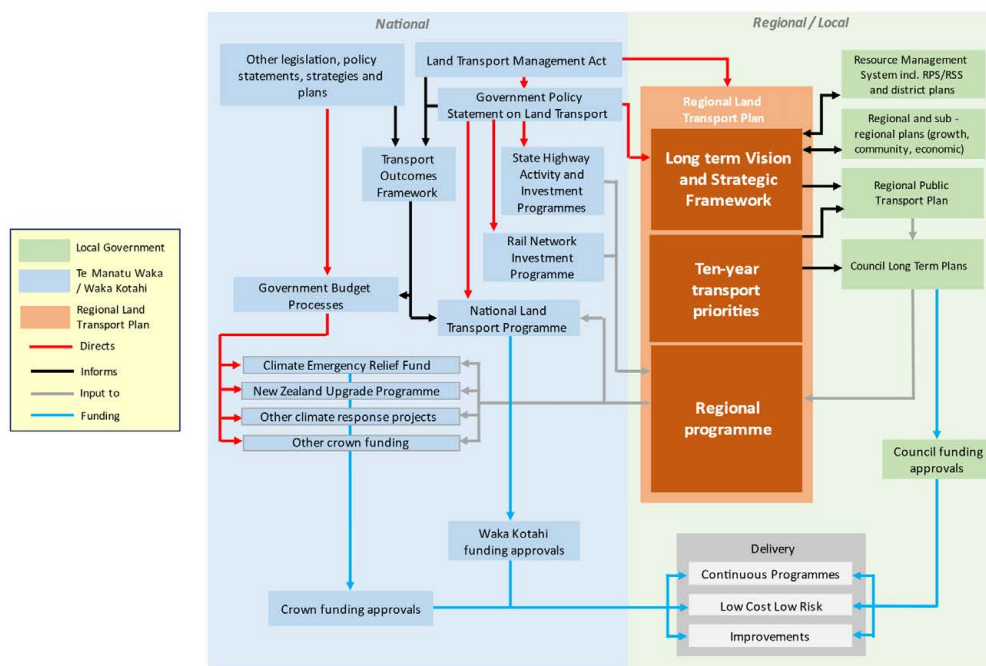 National
Regional / Local
Other legislation, policy
statements, strategies and
plans
Land Transport Management Act
Government Policy
Statement on Land Transport
Transport
Outcomes
Framework
State Highway
Activity and
Investment
Programmes
Rail Network
Investment
Programme
Government Budget
Processes
National Land
Transport Programme
Climate Emergency Relief Fund
New Zealand Upgrade Programme
Other climate response projects
Other crown funding
Waka Kotahi
funding approvals
Crown funding approvals
Regional Land
Transport Plan
Long term Vision
and Strategic
Framework
Ten-year
transport
priorities
Regional
programme
Resource Management
System incl. RPS/RSS
and district plans
Regional and sub -
regional plans (growth,
community, economic)
Regional Public
Transport Plan
Council Long Term Plans
Council funding
approvals
Delivery
Continuous Programmes
Low Cost Low Risk
Improvements
Local Government
Te Manatu Waka
/ Waka Kotahi
Regional Land
Transport Plan
Directs
Informs
Input to
Funding